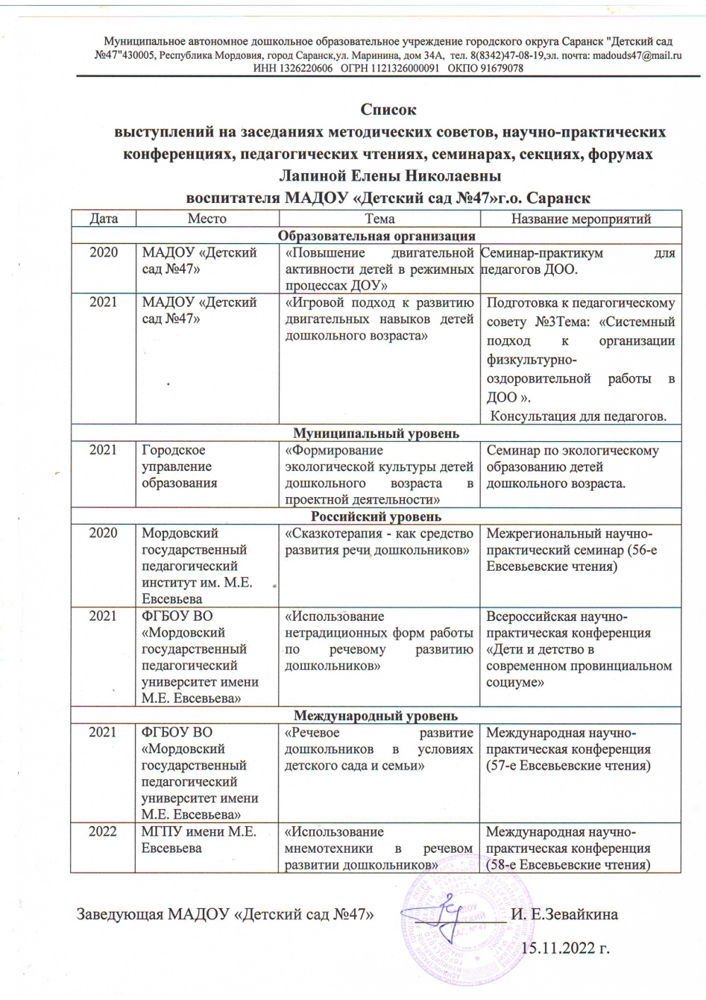 Муниципальное автономное дошкольное образовательное учреждение городского округа Саранск "Детский сад
№47"430005, Республика Мордовия, город Саранск,ул. Маринина, дом 34А, тел. 8(8342)47-08-19,эл. почта: madouds47@mail.ru
ИНН 1326220606 ОГРН 1121326000091 ОКПО 91679078
Список
выступлений на заседаниях методических советов, научно-практических
конференциях, педагогических чтениях, семинарах, секциях, форумах
Лапиной Елены Николаевны
воспитателя МАДОУ «Детский сад №47»г.о. Саранск
Дата Место Тема Название мероприятий
Образовательная организация
2020 МАДОУ «Детский «Повышение двигательной Семинар-практикум для
сад №47» активности детей в режимных педагогов ДОО.
процессах ДОУ»
2021 МАДОУ «Детский «Игровой подход к развитию Подготовка к педагогическому
сад №47» двигательных навыков детей совету №3Тема: «Системный
дошкольного возраста» подход к организации
физкультурно-
оздоровительной работы в
ДОО ».
Консультация для педагогов.
Муниципальный уровень
2021 Городское «Формирование Семинар по экологическому
управление экологической культуры детей образованию детей
образования дошкольного возраста в дошкольного возраста.
проектной деятельности»
Российский уровень
2020 Мордовский «Сказкотерапия - как средство Межрегиональный научно-
государственный развития речи дошкольников» практический семинар (56-е
педагогический Евсевьевские чтения)
институт им. М.Е.
Евсевьева
2021 ФГБОУ ВО «Использование Всероссийская научно-
«Мордовский нетрадиционных форм работы практическая конференция
государственный по речевому развитию «Дети и детство в
педагогический дошкольников» современном провинциальном
университет имени социуме»
М.Е. Евсевьева»
Международный уровень
2021 ФГБОУ ВО «Речевое развитие Международная научно-
«Мордовский дошкольников в условиях практическая конференция
государственный детского сада и семьи» (57-е Евсевьевские чтения)
педагогический
университет имени
М.Е. Евсевьева»
2022 МГПУ имени М.Е. «Использование Международная научно-
Евсевьева мнемотехники в речевом практическая конференция
развитии дошкольников» (58-е Евсевьевские чтения)
Заведующая МАДОУ «Детский сад №47» И. Е.Зевайкина
15.11.2022 г.